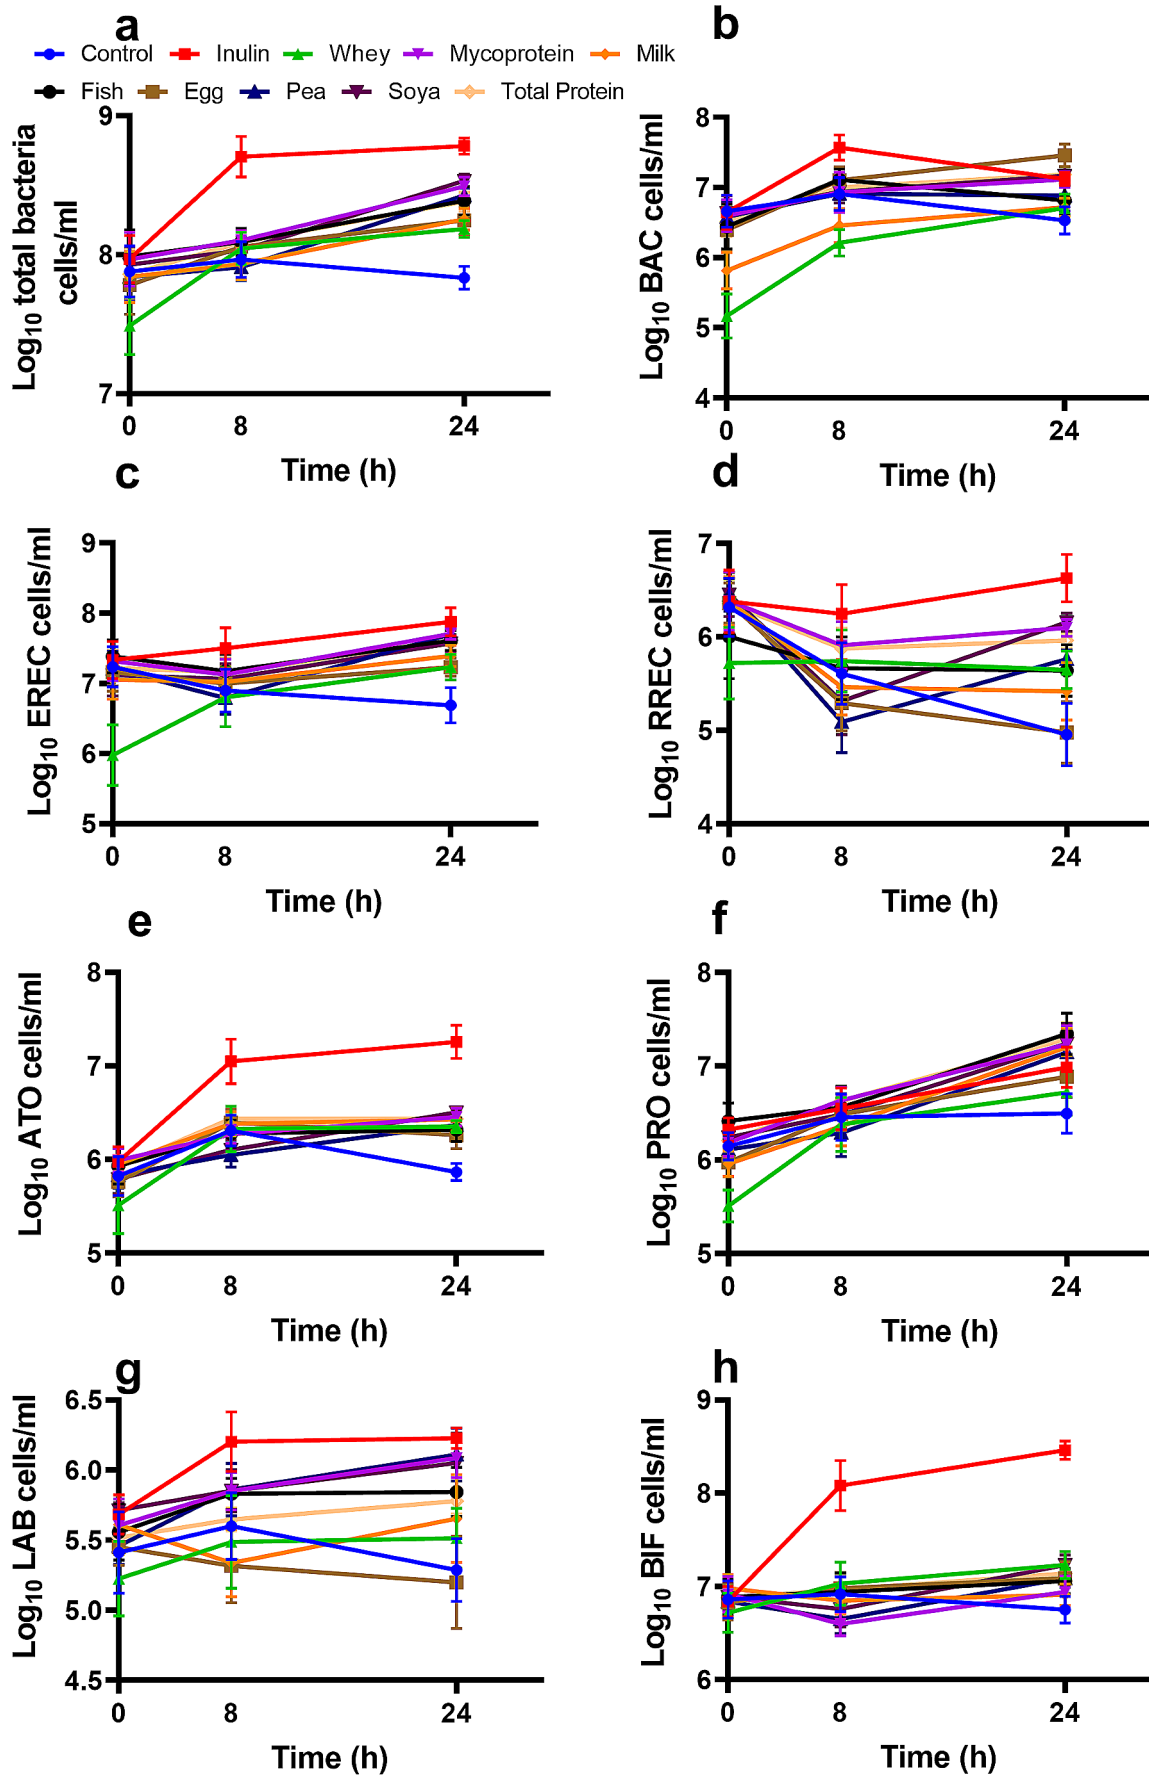 a
b
Control Inulin Whey Mycoprotein Milk
Fish Egg Pea Soya Total Protein
Log10 total bacteria
cells/ml
9
8
7
0 8 24
Time (h)
Log10 BAC cells/ml
8
7
6
5
4
0 8 24
Time (h)
c
d
Log10 EREC cells/ml
9
8
7
6
5
0 8 24
Time (h)
Log10 RREC cells/ml
7
6
5
4
0 8 24
Time (h)
e
f
Log10 ATO cells/ml
8
7
6
5
0 8 24
Time (h)
Log10 PRO cells/ml
8
7
6
5
0 8 24
Time (h)
g
h
Log10 LAB cells/ml
6.5
6.0
5.5
5.0
4.5
0 8 24
Time (h)
Log10 BIF cells/ml
9
8
7
6
0 8 24
Time (h)